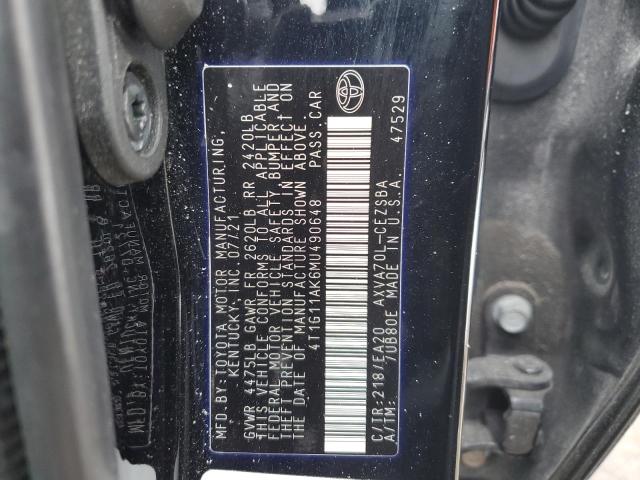 MFD. BY: TOYOTA MOTOR MANUFACTURING,
KENTUCKY, INC. 07/21
GVWR 4475LB GAWR FR 2620LB RR 2420LB
THIS VEHICLE CONFORMS TO ALL APPLICABLE
FEDERAL MOTOR VEHICLE SAFETY, BUMPER AND
THEFT PREVENTION STANDARDS IN EFFECT ON
THE DATE OF MANUFACTURE SHOWN ABOVE.
4T1G11AK6MU490648 PASS. CAR
C/TR: 218/EA20 AXVA70L-CEZSBA
A/TM: /UB80E MADE IN U.S.A. 47529